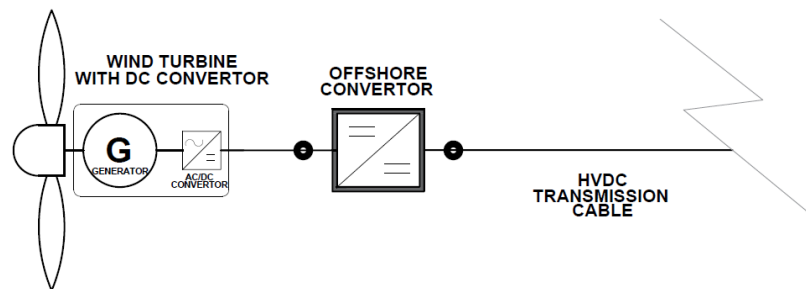 WIND TURBINE
WITH DC CONVERTOR
OFFSHORE
CONVERTOR
G
GENERATOR
AC/DC
CONVERTOR
HVDC
TRANSMISSION
CABLE